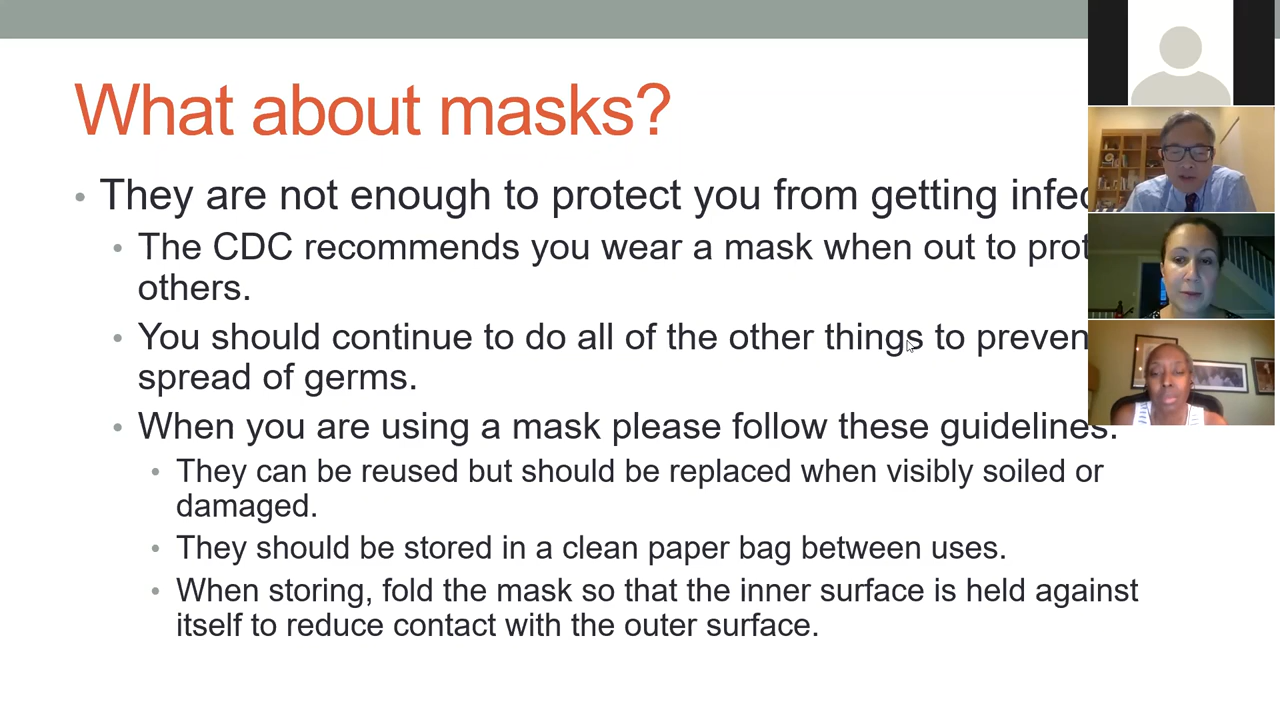 What about masks?
They are not enough to protect you from getting
The CDC recommends you wear a mask when out to
others.
You should continue to do all of the other things to
spread of germs.
When you are using a mask please follow these guidelines.
They can be reused but should be replaced when visibly soiled or
damaged.
They should be stored in a clean paper bag between uses.
When storing, fold the mask so that the inner surface is held against
itself to reduce contact with the outer surface.